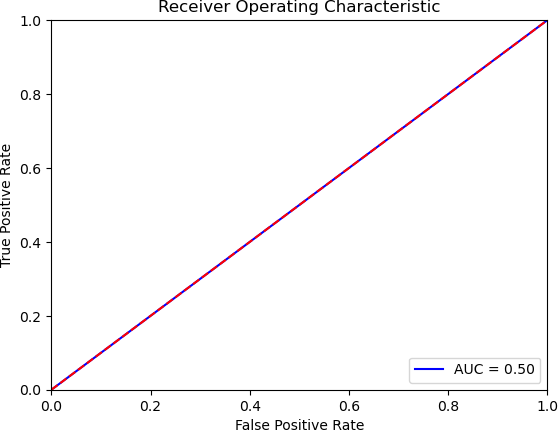 Receiver Operating Characteristic
1.0
0.8
0.6
0.4
0.2
0.0
True Positive Rate
AUC = 0.50
0.0 0.2 0.4 0.6 0.8 1.0
False Positive Rate